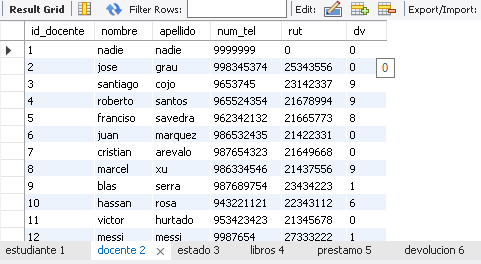 Result Grid Filter Rows: Edit: Export/Import:
id_docente nombre apellido num_tel rut dv
1 nadie nadie 9999999 0 0
2 jose grau 998345374 25343556 0
0
3 santiago cojo 9653745 23142337 9
4 roberto santos 965524354 21678994 9
5 franciso savedra 962342132 21665773 8
6 juan marquez 986532435 21422331 0
7 cristian arevalo 987654323 21649668 0
8 marcel xu 986334546 21437556 9
9 blas serra 987689754 23434223 1
10 hassan rosa 943221121 22343112 6
11 victor hurtado 953423423 21345678 0
12 messi messi 9987654 27333222 1
estudiante 1 docente 2 estado 3 libros 4 prestamo 5 devolucion 6